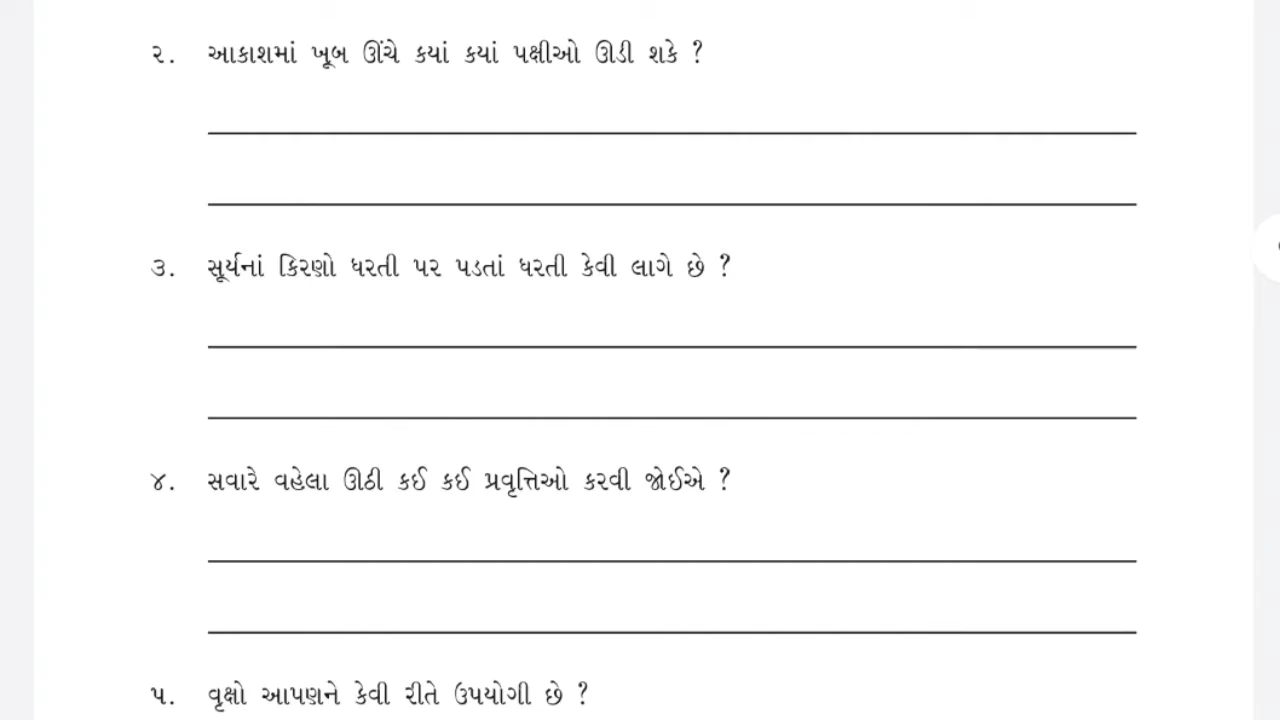 ૨. આકાશમાં ખૂબ ઊંચે કયાં કયાં પક્ષીઓ ઊડી શકે ?
૩. સૂર્યનાં કિરણો ધરતી પર પડતાં ધરતી કેવી લાગે છે ?
૪. સવારે વહેલા ઊઠી કઈ કઈ પ્રવૃત્તિઓ કરવી જોઈએ ?
૫. વૃક્ષો આપણને કેવી રીતે ઉપયોગી છે ?